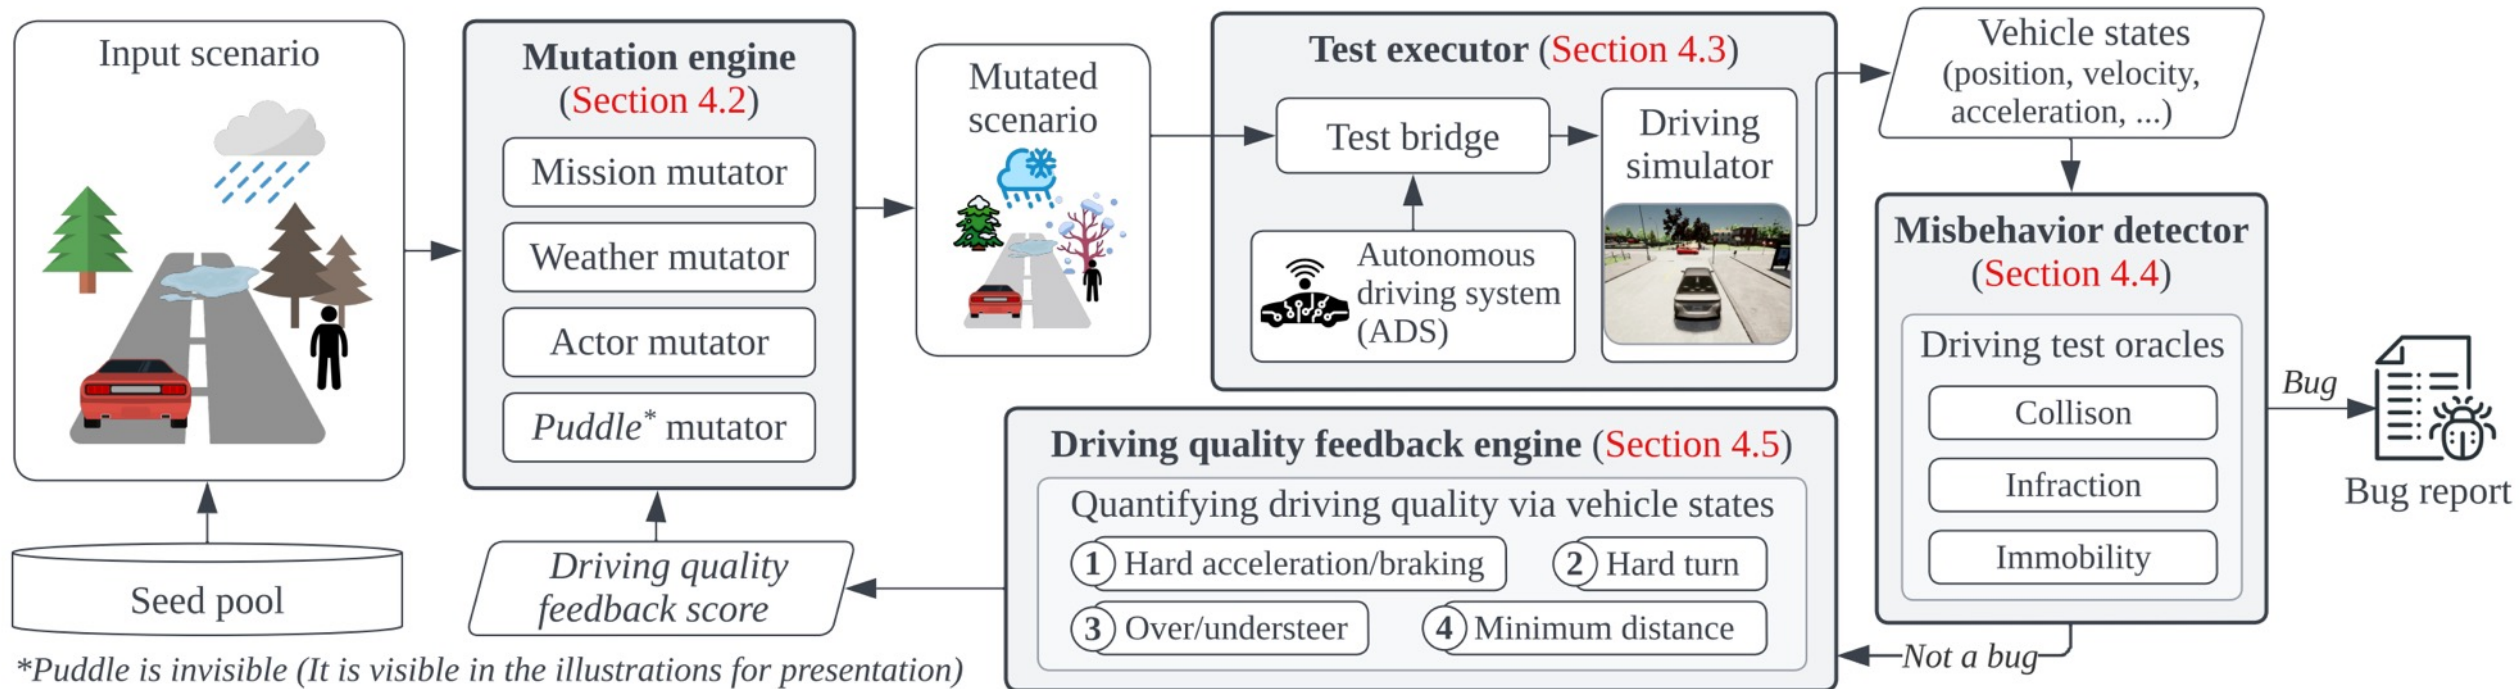 Input scenario
Seed pool
*Puddle is invisible (It is visible in the illustrations for presentation)
Mutation engine
(Section 4.2)
Mission mutator
Weather mutator
Actor mutator
Puddle* mutator
Mutated
scenario
Test executor (Section 4.3)
Test bridge
Autonomous
driving system
(ADS)
Driving
simulator
Vehicle states
(position, velocity,
acceleration, ...)
Misbehavior detector
(Section 4.4)
Driving test oracles
Collison
Infraction
Immobility
Bug
Bug report
Not a bug
Driving quality feedback engine (Section 4.5)
Quantifying driving quality via vehicle states
1 Hard acceleration/braking
2 Hard turn
3 Over/understeer
4 Minimum distance
Driving quality
feedback score